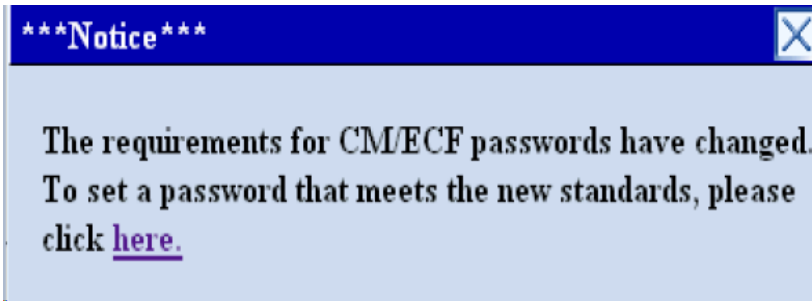 ***Notice***
The requirements for CM/ECF passwords have changed.
To set a password that meets the new standards, please
click here.